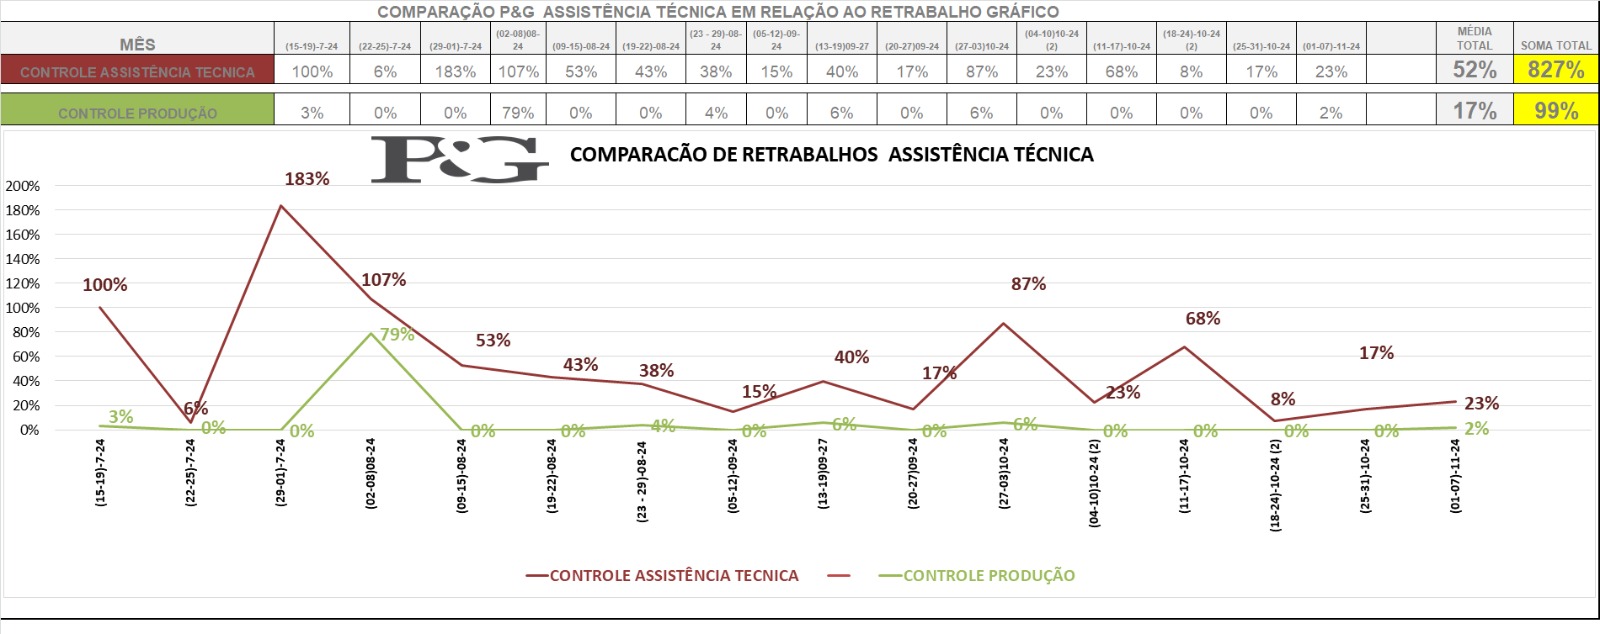 COMPARAÇÃO P&G ASSISTÊNCIA TÉCNICA EM RELAÇÃO AO RETRABALHO GRÁFICO
MÊS (15-19)-7-24 (22-25)-7-24 (29-01)-7-24 (02-08)08-24 (09-15)-08-24 (19-22)-08-24 (23 - 29)-08-24 (05-12)-09-24 (13-19)09-27 (20-27)09-24 (27-03)10-24 (04-10)10-24 (2) (11-17)-10-24 (18-24)-10-24 (2) (25-31)-10-24 (01-07)-11-24 MÉDIA TOTAL SOMA TOTAL
CONTROLE ASSISTÊNCIA TECNICA 100% 6% 183% 107% 53% 43% 38% 15% 40% 17% 87% 23% 68% 8% 17% 23% 52% 827%
CONTROLE PRODUÇÃO 3% 0% 0% 79% 0% 0% 4% 0% 6% 0% 6% 0% 0% 0% 0% 2% 17% 99%
P&G COMPARACÃO DE RETRABALHOS ASSISTÊNCIA TÉCNICA
200%
180%
160%
140%
120%
100%
80%
60%
40%
20%
0%
100% 6% 183% 107% 53% 43% 38% 15% 40% 17% 87% 23% 68% 8% 17% 23%
3% 0% 0% 79% 0% 0% 4% 0% 6% 0% 6% 0% 0% 0% 0% 2%
(15-19)-7-24 (22-25)-7-24 (29-01)-7-24 (02-08)08-24 (09-15)-08-24 (19-22)-08-24 (23 - 29)-08-24 (05-12)-09-24 (13-19)09-27 (20-27)09-24 (27-03)10-24 (04-10)10-24 (2) (11-17)-10-24 (18-24)-10-24 (2) (25-31)-10-24 (01-07)-11-24
CONTROLE ASSISTÊNCIA TECNICA CONTROLE PRODUÇÃO